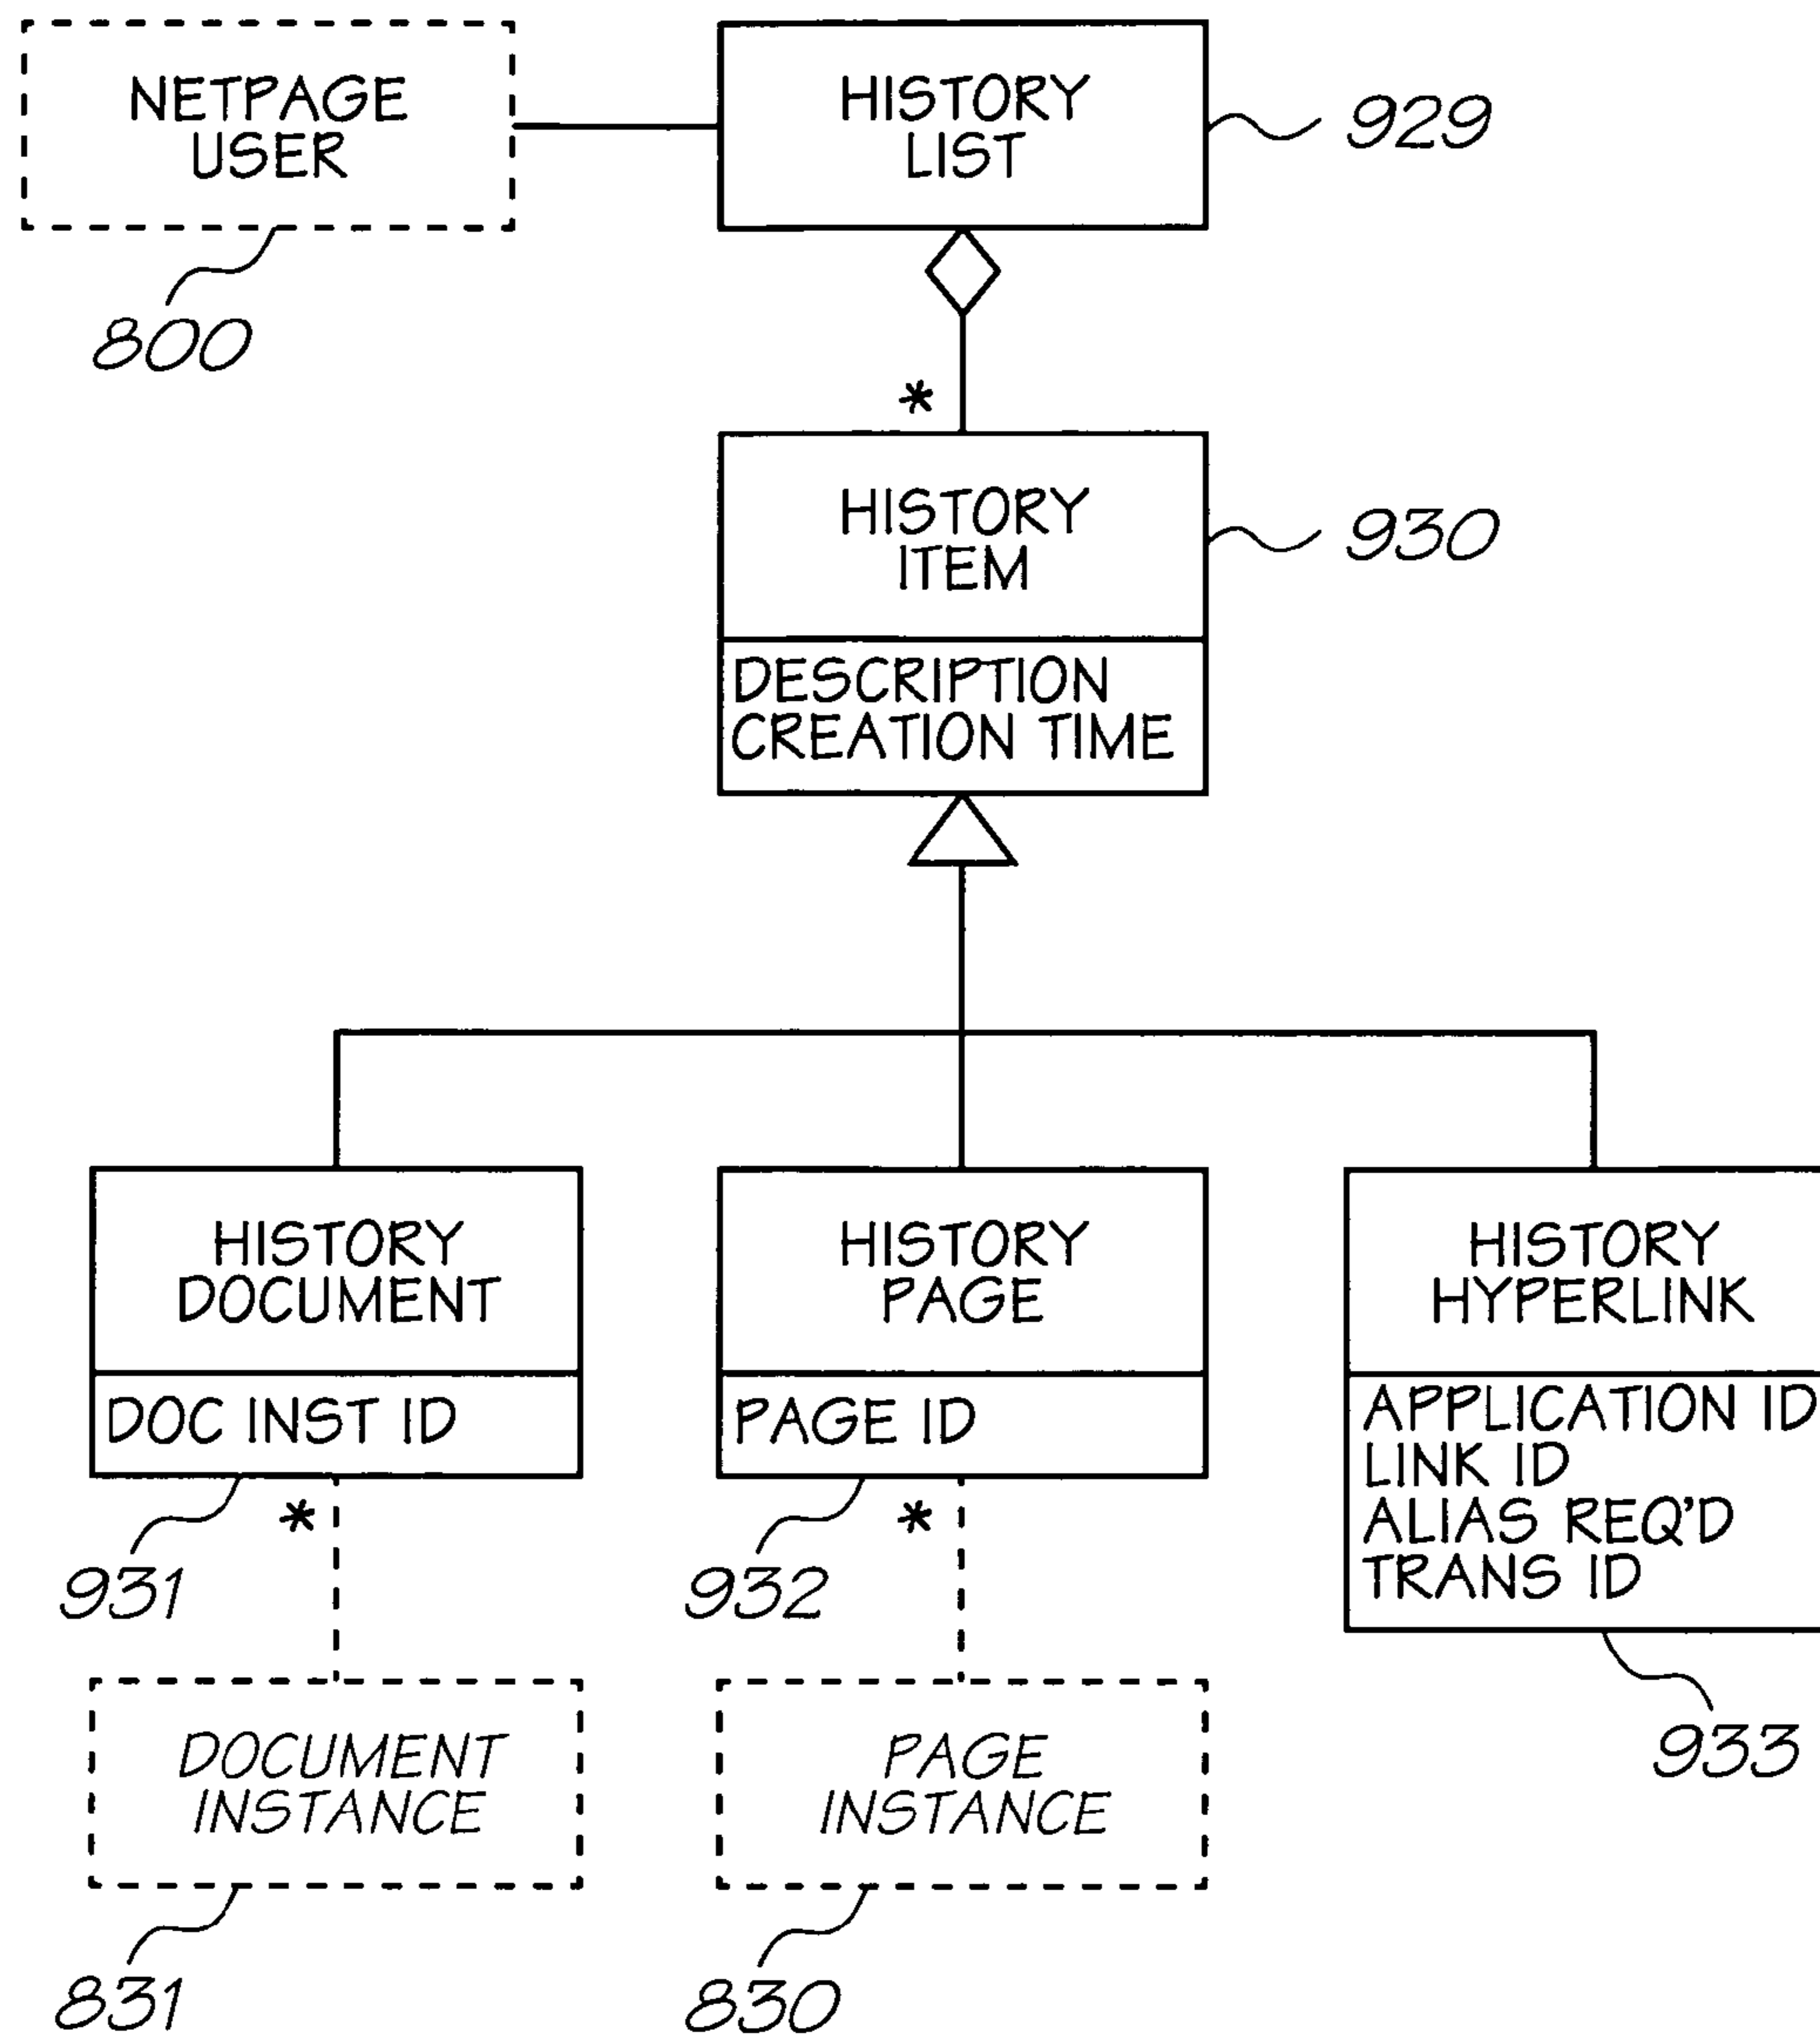 NETPAGE
USER
800
HISTORY
LIST
929
*
HISTORY
ITEM
930
DESCRIPTION
CREATION TIME
HISTORY
DOCUMENT
DOC INST ID
*
931
HISTORY
PAGE
PAGE ID
*
932
HISTORY
HYPERLINK
APPLICATION ID
LINK ID
ALIAS REQ'D
TRANS ID
933
DOCUMENT
INSTANCE
831
PAGE
INSTANCE
830